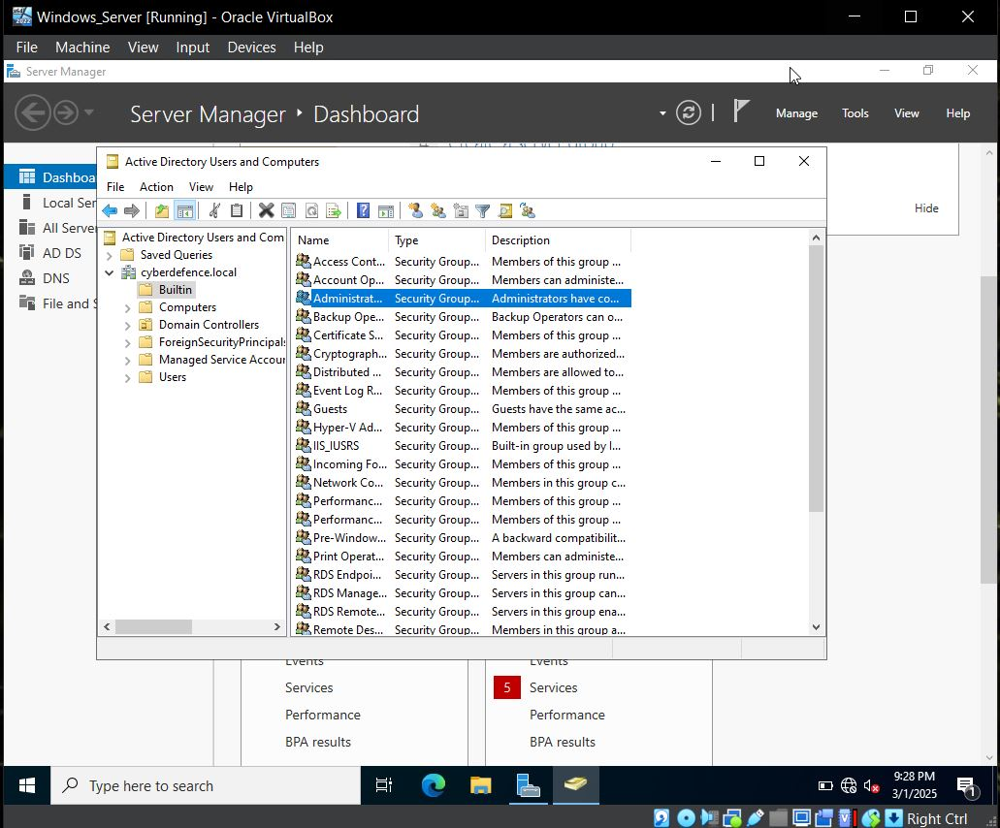 Windows_Server [Running] - Oracle VirtualBox
File Machine View Input Devices Help
Server Manager
Server Manager Dashboard
Manage Tools View Help
Hide
Dashboa
Local Ser
All Server
AD DS
DNS
File and S
Active Directory Users and Computers
File Action View Help
Active Directory Users and Com
Saved Queries
cyberdefence.local
Builtin
Computers
Domain Controllers
ForeignSecurityPrincipals
Managed Service Accour
Users
Name Type Description
Access Cont... Security Group... Members of this group ...
Account Op... Security Group... Members can administe...
Administrat... Security Group... Administrators have co...
Backup Ope... Security Group... Backup Operators can o...
Certificate S... Security Group... Members of this group ...
Cryptograph... Security Group... Members are authorized...
Distributed ... Security Group... Members are allowed to...
Event Log R... Security Group... Members of this group ...
Guests Security Group... Guests have the same ac...
Hyper-V Ad... Security Group... Members of this group ...
IIS_IUSRS Security Group... Built-in group used by I...
Incoming Fo... Security Group... Members of this group ...
Network Co... Security Group... Members in this group c...
Performanc... Security Group... Members of this group ...
Performanc... Security Group... Members of this group ...
Pre-Window... Security Group... A backward compatibilit...
Print Operat... Security Group... Members can administe...
RDS Endpoi... Security Group... Servers in this group run...
RDS Manage... Security Group... Servers in this group can...
RDS Remote... Security Group... Servers in this group ena...
Remote Des... Security Group... Members in this group a...
Events
Services
Performance
BPA results
Events
5 Services
Performance
BPA results
Type here to search
9:28 PM
3/1/2025
1
Right Ctrl